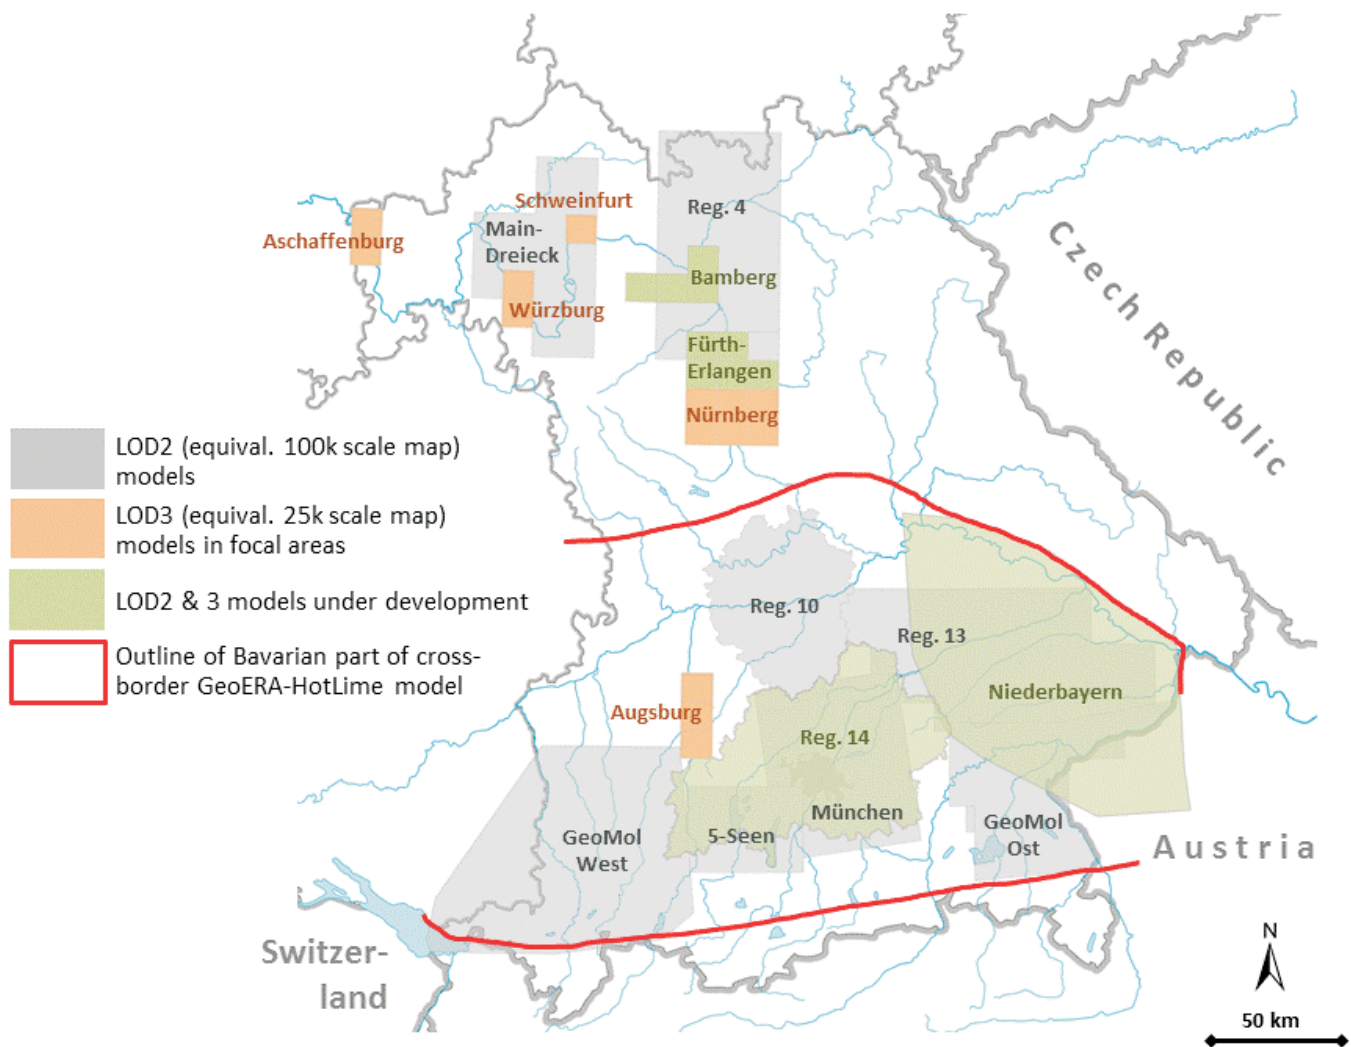 Schweinfurt
Reg. 4
Main-
Dreieck
Aschaffenburg
Bamberg
Würzburg
Fürth-
Erlangen
Nürnberg
Czech Republic
LOD2 (equival. 100k scale map)
models
LOD3 (equival. 25k scale map)
models in focal areas
LOD2 & 3 models under development
Outline of Bavarian part of cross-
border GeoERA-HotLime model
Reg. 10
Reg. 13
Niederbayern
Augsburg
Reg. 14
München
5-Seen
GeoMol
West
GeoMol
Ost
Austria
Switzer-
land
N
50 km